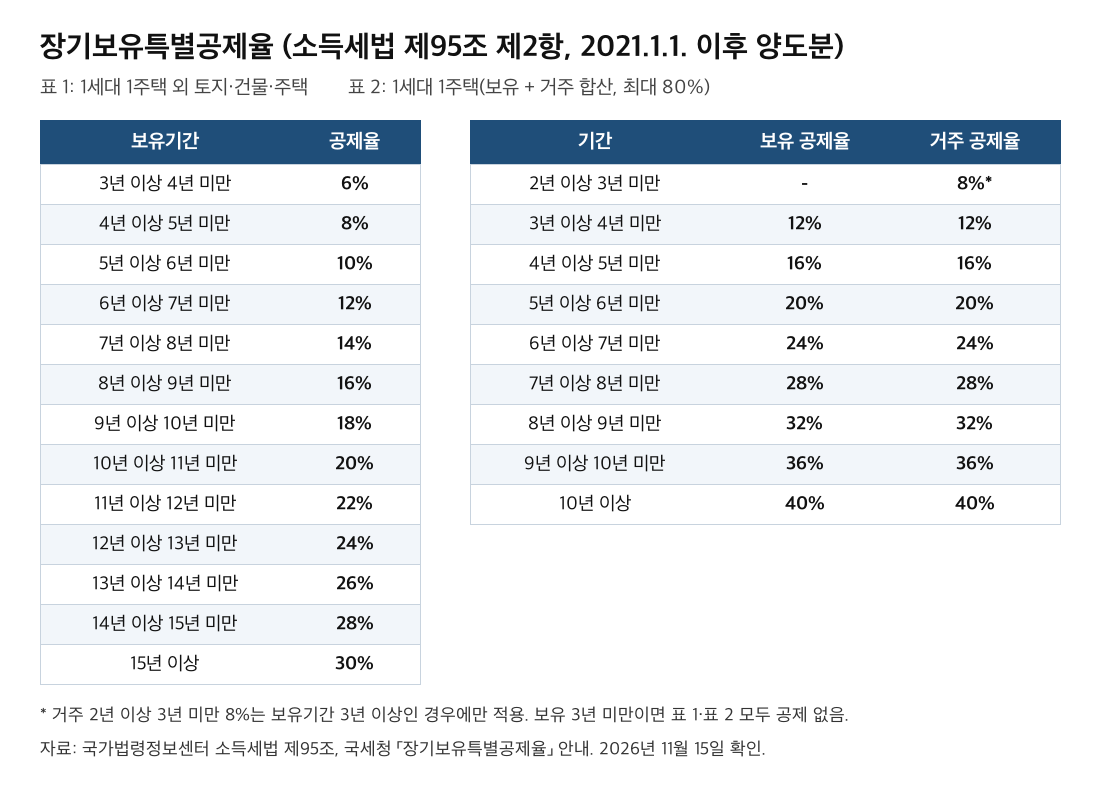 장기보유특별공제율 (소득세법 제95조 제2항, 2021.1.1. 이후 양도분)
표 1: 1세대 1주택 외 토지·건물·주택 표 2: 1세대 1주택(보유 + 거주 합산, 최대 80%)
보유기간 공제율
3년 이상 4년 미만 6%
4년 이상 5년 미만 8%
5년 이상 6년 미만 10%
6년 이상 7년 미만 12%
7년 이상 8년 미만 14%
8년 이상 9년 미만 16%
9년 이상 10년 미만 18%
10년 이상 11년 미만 20%
11년 이상 12년 미만 22%
12년 이상 13년 미만 24%
13년 이상 14년 미만 26%
14년 이상 15년 미만 28%
15년 이상 30%
기간 보유 공제율 거주 공제율
2년 이상 3년 미만 - 8%*
3년 이상 4년 미만 12% 12%
4년 이상 5년 미만 16% 16%
5년 이상 6년 미만 20% 20%
6년 이상 7년 미만 24% 24%
7년 이상 8년 미만 28% 28%
8년 이상 9년 미만 32% 32%
9년 이상 10년 미만 36% 36%
10년 이상 40% 40%
* 거주 2년 이상 3년 미만 8%는 보유기간 3년 이상인 경우에만 적용. 보유 3년 미만이면 표 1·표 2 모두 공제 없음.
자료: 국가법령정보센터 소득세법 제95조, 국세청 「장기보유특별공제율」 안내. 2026년 11월 15일 확인.